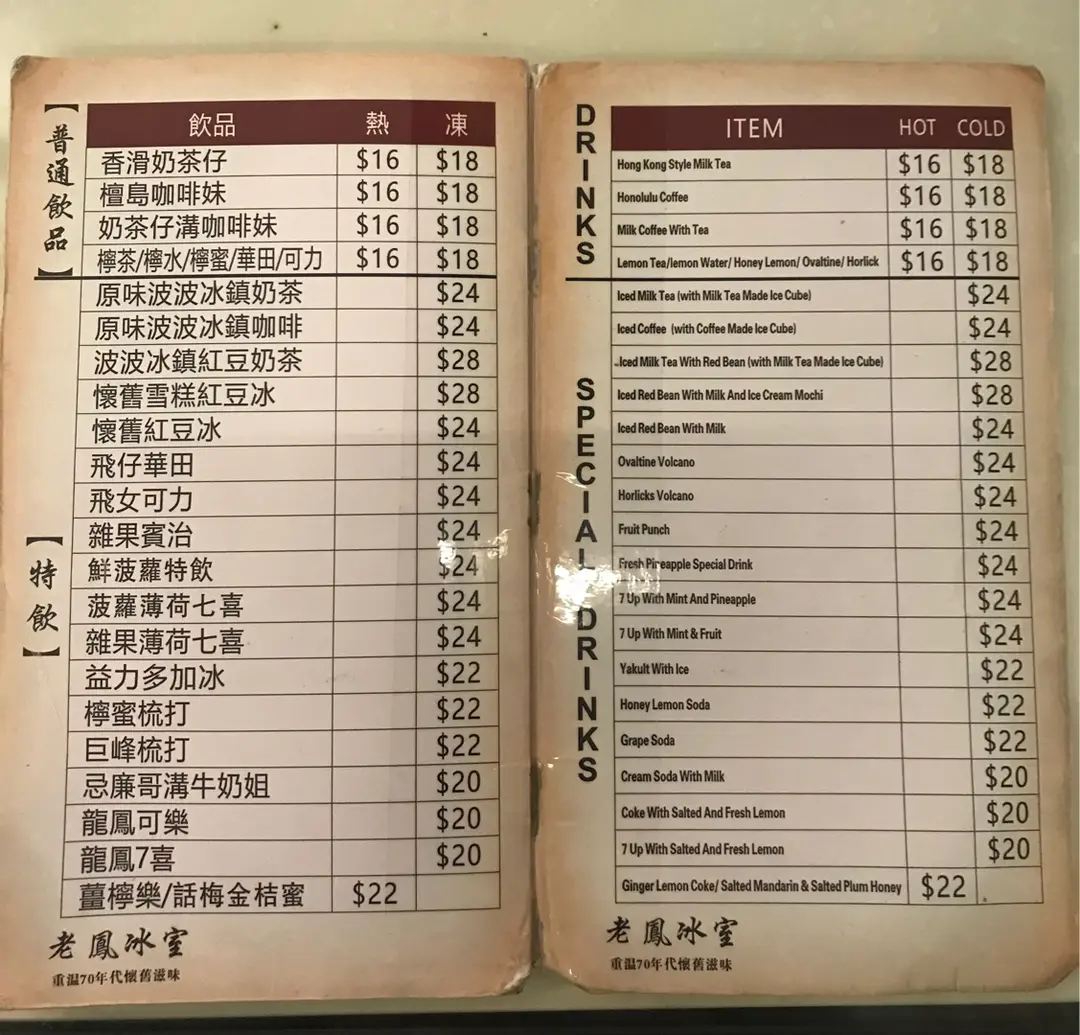 【普通飲品】
飲品 熱 凍
香滑奶茶仔 $16 $18
檀島咖啡妹 $16 $18
奶茶仔溝咖啡妹 $16 $18
檸茶/檸水/檸蜜/華田/可力 $16 $18
【特飲】
原味波波冰鎮奶茶 $24
原味波波冰鎮咖啡 $24
波波冰鎮紅豆奶茶 $28
懷舊雪糕紅豆冰 $28
懷舊紅豆冰 $24
飛仔華田 $24
飛女可力 $24
雜果賓治 $24
鮮菠蘿特飲 $24
菠蘿薄荷七喜 $24
雜果薄荷七喜 $24
益力多加冰 $22
檸蜜梳打 $22
巨峰梳打 $22
忌廉哥溝牛奶姐 $20
龍鳳可樂 $20
龍鳳7喜 $20
薑檸樂/話梅金桔蜜 $22
老鳳冰室
重温70年代懷舊滋味
DRINKS
ITEM HOT COLD
Hong Kong Style Milk Tea $16 $18
Honolulu Coffee $16 $18
Milk Coffee With Tea $16 $18
Lemon Tea/lemon Water/ Honey Lemon/ Ovaltine/ Horlick $16 $18
SPECIAL DRINKS
Iced Milk Tea (with Milk Tea Made Ice Cube) $24
Iced Coffee (with Coffee Made Ice Cube) $24
Iced Milk Tea With Red Bean (with Milk Tea Made Ice Cube) $28
Iced Red Bean With Milk And Ice Cream Mochi $28
Iced Red Bean With Milk $24
Ovaltine Volcano $24
Horlicks Volcano $24
Fruit Punch $24
Fresh Pineapple Special Drink $24
7 Up With Mint And Pineapple $24
7 Up With Mint & Fruit $24
Yakult With Ice $22
Honey Lemon Soda $22
Grape Soda $22
Cream Soda With Milk $20
Coke With Salted And Fresh Lemon $20
7 Up With Salted And Fresh Lemon $20
Ginger Lemon Coke/ Salted Mandarin & Salted Plum Honey $22
老鳳冰室
重温70年代懷舊滋味